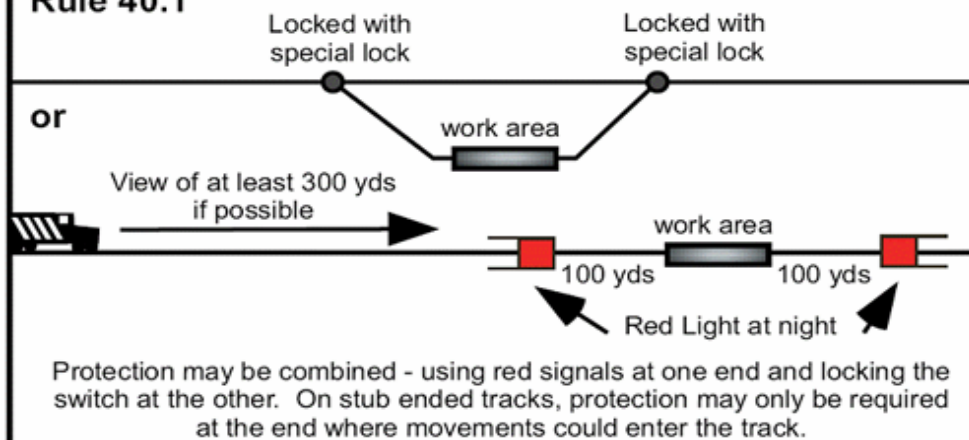 Rule 40.1
Locked with
special lock
Locked with
special lock
or
work area
View of at least 300 yds
if possible
work area
100 yds
100 yds
Red Light at night
Protection may be combined - using red signals at one end and locking the
switch at the other. On stub ended tracks, protection may only be required
at the end where movements could enter the track.